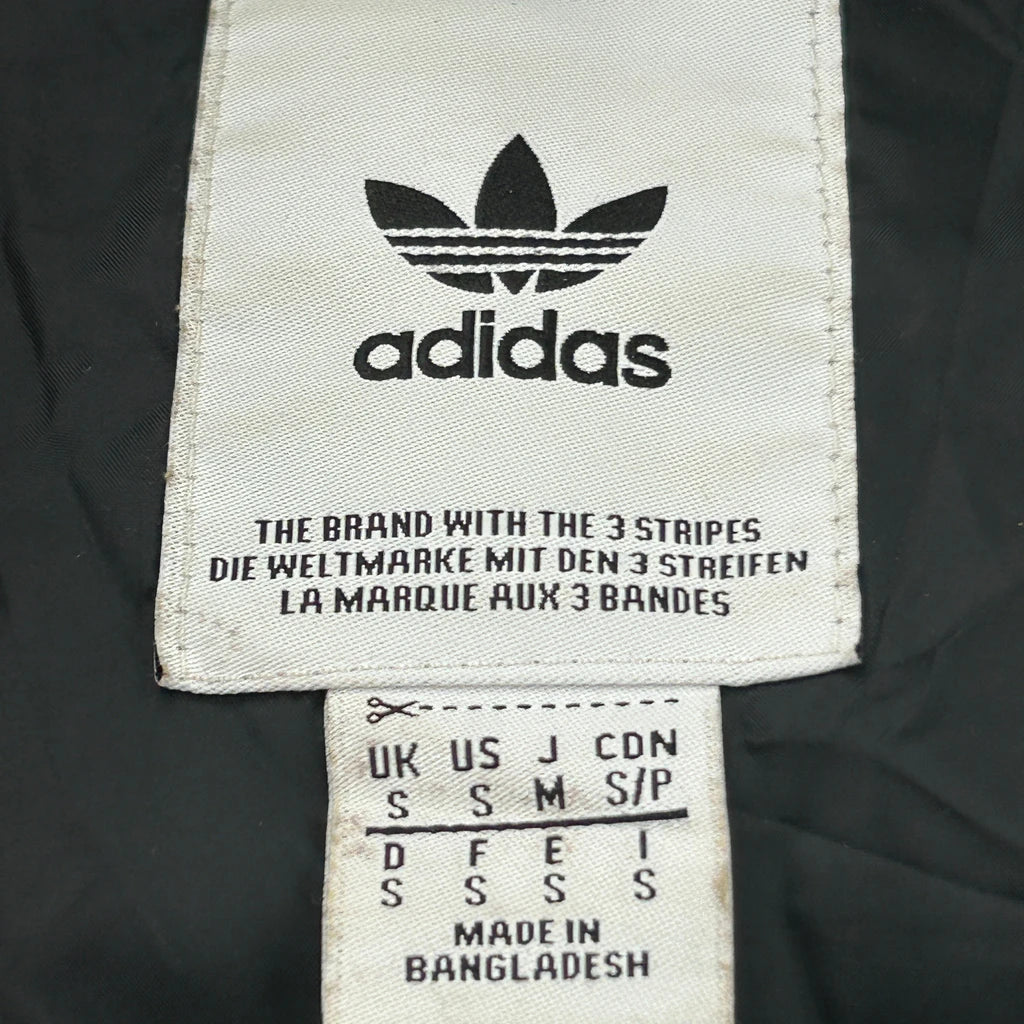 adidas
THE BRAND WITH THE 3 STRIPES
DIE WELTMARKE MIT DEN 3 STREIFEN
LA MARQUE AUX 3 BANDES
UK US J CDN
S S M S/P
D F E I
S S S S
MADE IN
BANGLADESH